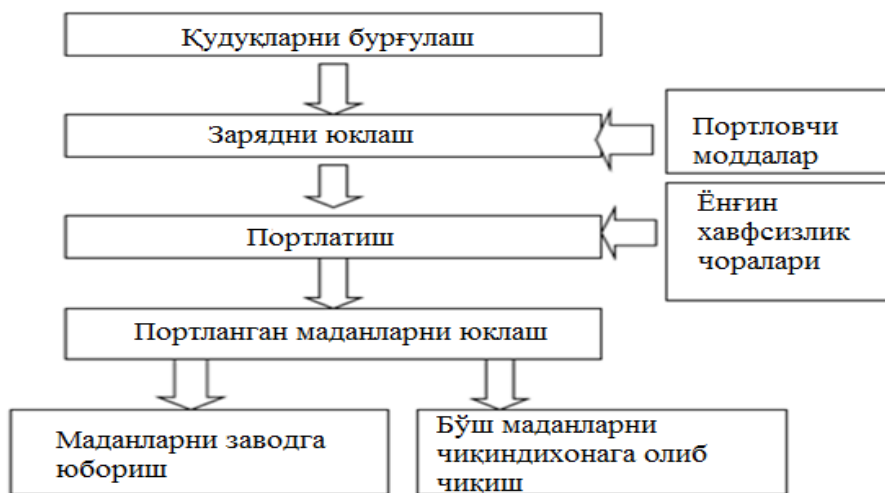 Қудуқларни бурғулаш
Зарядни юклаш
Портловчи
моддалар
Портлатиш
Ёнғин
хавфсизлик
чоралари
Портланган маданларни юклаш
Маданларни заводга
юбориш
Бўш маданларни
чиқиндихонага олиб
чиқиш